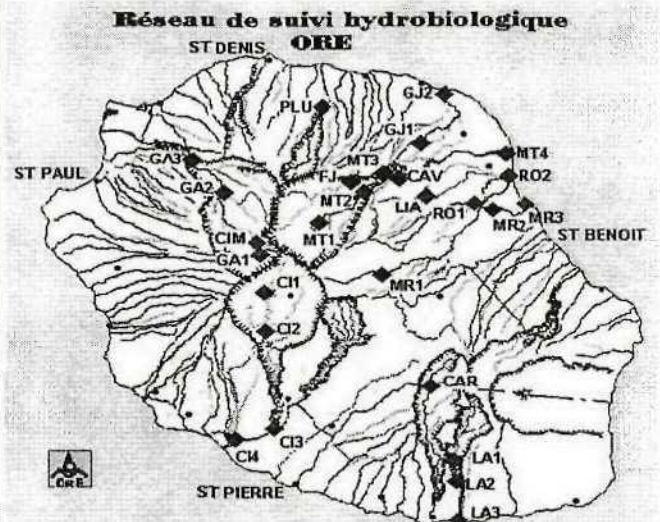 Réseau de suivi hydrobiologique
ORE
ST DENIS
PLU
GJ2
GJ1
MT3
MT4
GA3
FJ
CAV
RO2
ST PAUL
GA2
MT2
LIA
RO1
MR2
MR3
CIM
MT1
ST BENOIT
GA1
CI1
MR1
CI2
CAR
CI3
CI4
LA1
LA2
ST PIERRE
LA3
ORE